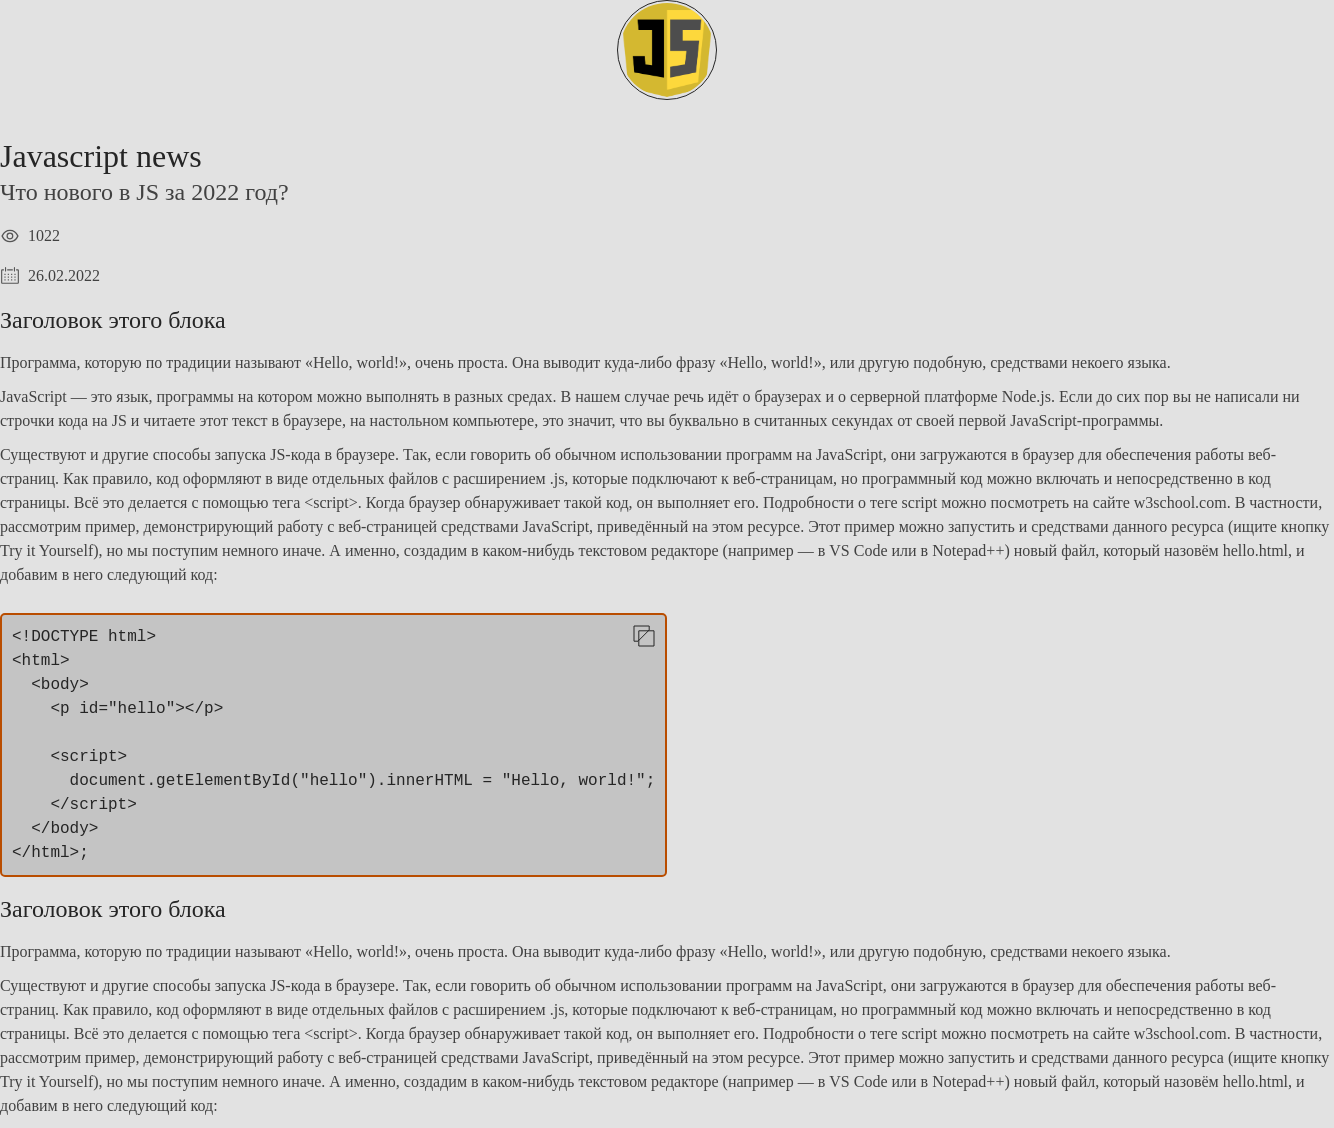 JS
Javascript news
Что нового в JS за 2022 год?
1022
26.02.2022
Заголовок этого блока
Программа, которую по традиции называют «Hello, world!», очень проста. Она выводит куда-либо фразу «Hello, world!», или другую подобную, средствами некоего языка.
JavaScript — это язык, программы на котором можно выполнять в разных средах. В нашем случае речь идёт о браузерах и о серверной платформе Node.js. Если до сих пор вы не написали ни
строчки кода на JS и читаете этот текст в браузере, на настольном компьютере, это значит, что вы буквально в считанных секундах от своей первой JavaScript-программы.
Существуют и другие способы запуска JS-кода в браузере. Так, если говорить об обычном использовании программ на JavaScript, они загружаются в браузер для обеспечения работы веб-
страниц. Как правило, код оформляют в виде отдельных файлов с расширением .js, которые подключают к веб-страницам, но программный код можно включать и непосредственно в код
страницы. Всё это делается с помощью тега <script>. Когда браузер обнаруживает такой код, он выполняет его. Подробности о теге script можно посмотреть на сайте w3school.com. В частности,
рассмотрим пример, демонстрирующий работу с веб-страницей средствами JavaScript, приведённый на этом ресурсе. Этот пример можно запустить и средствами данного ресурса (ищите кнопку
Try it Yourself), но мы поступим немного иначе. А именно, создадим в каком-нибудь текстовом редакторе (например — в VS Code или в Notepad++) новый файл, который назовём hello.html, и
добавим в него следующий код:
<!DOCTYPE html>
<html>
  <body>
    <p id="hello"></p>
    <script>
      document.getElementById("hello").innerHTML = "Hello, world!";
    </script>
  </body>
</html>;
Заголовок этого блока
Программа, которую по традиции называют «Hello, world!», очень проста. Она выводит куда-либо фразу «Hello, world!», или другую подобную, средствами некоего языка.
Существуют и другие способы запуска JS-кода в браузере. Так, если говорить об обычном использовании программ на JavaScript, они загружаются в браузер для обеспечения работы веб-
страниц. Как правило, код оформляют в виде отдельных файлов с расширением .js, которые подключают к веб-страницам, но программный код можно включать и непосредственно в код
страницы. Всё это делается с помощью тега <script>. Когда браузер обнаруживает такой код, он выполняет его. Подробности о теге script можно посмотреть на сайте w3school.com. В частности,
рассмотрим пример, демонстрирующий работу с веб-страницей средствами JavaScript, приведённый на этом ресурсе. Этот пример можно запустить и средствами данного ресурса (ищите кнопку
Try it Yourself), но мы поступим немного иначе. А именно, создадим в каком-нибудь текстовом редакторе (например — в VS Code или в Notepad++) новый файл, который назовём hello.html, и
добавим в него следующий код: